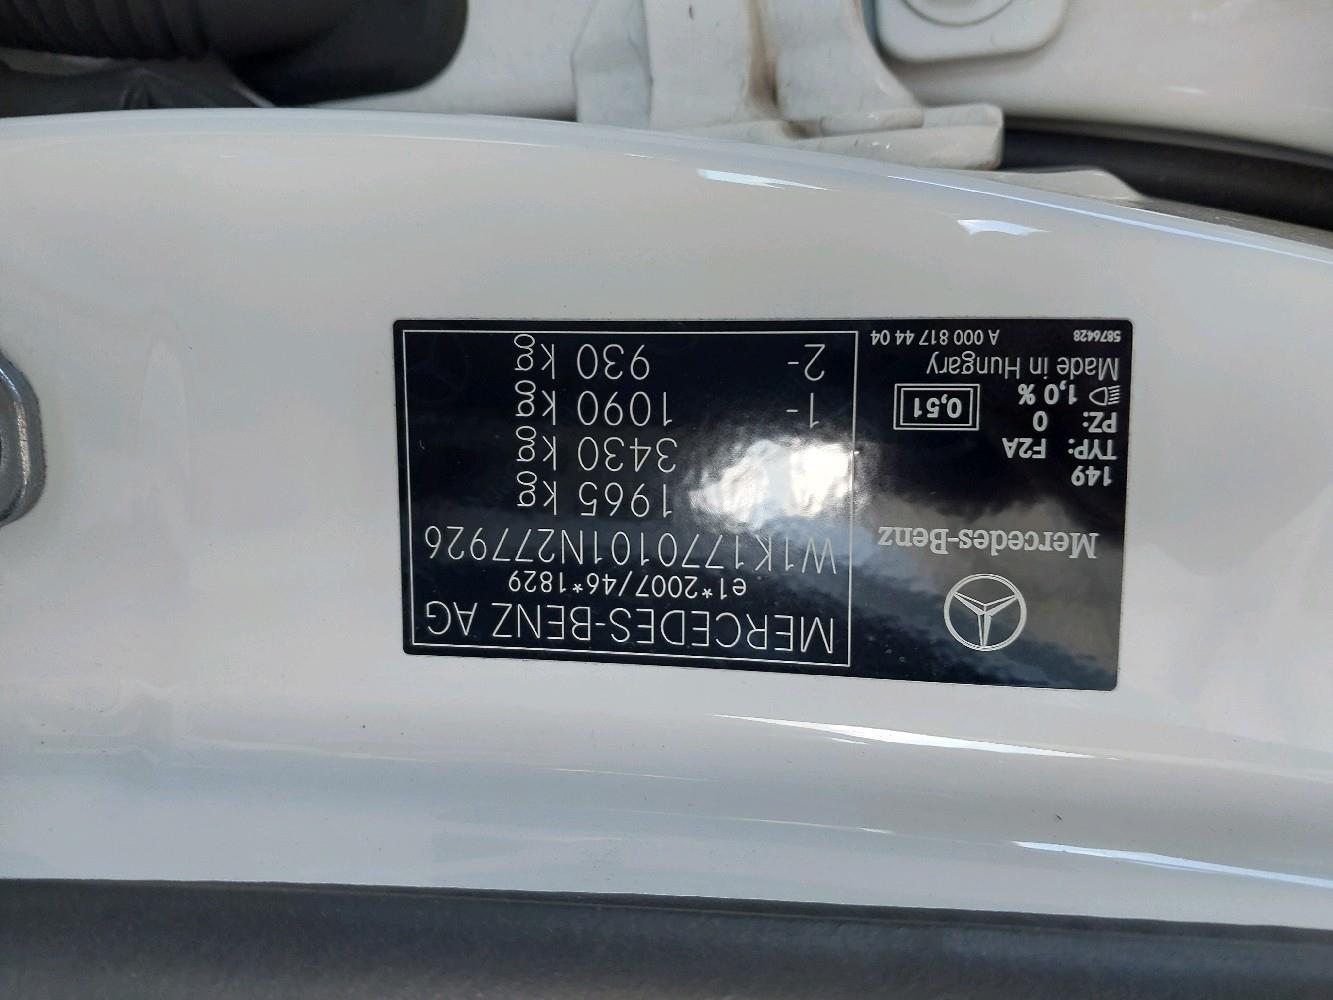 MERCEDES-BENZ AG
e1*2007/46*1829
W1K1770101N277926
1965 kg
3430 kg
1- 1090 kg
2- 930 kg
Mercedes-Benz
149
TYP: F2A
PZ: 0
1,0 %
0,51
Made in Hungary
5876428 A 000 817 44 04